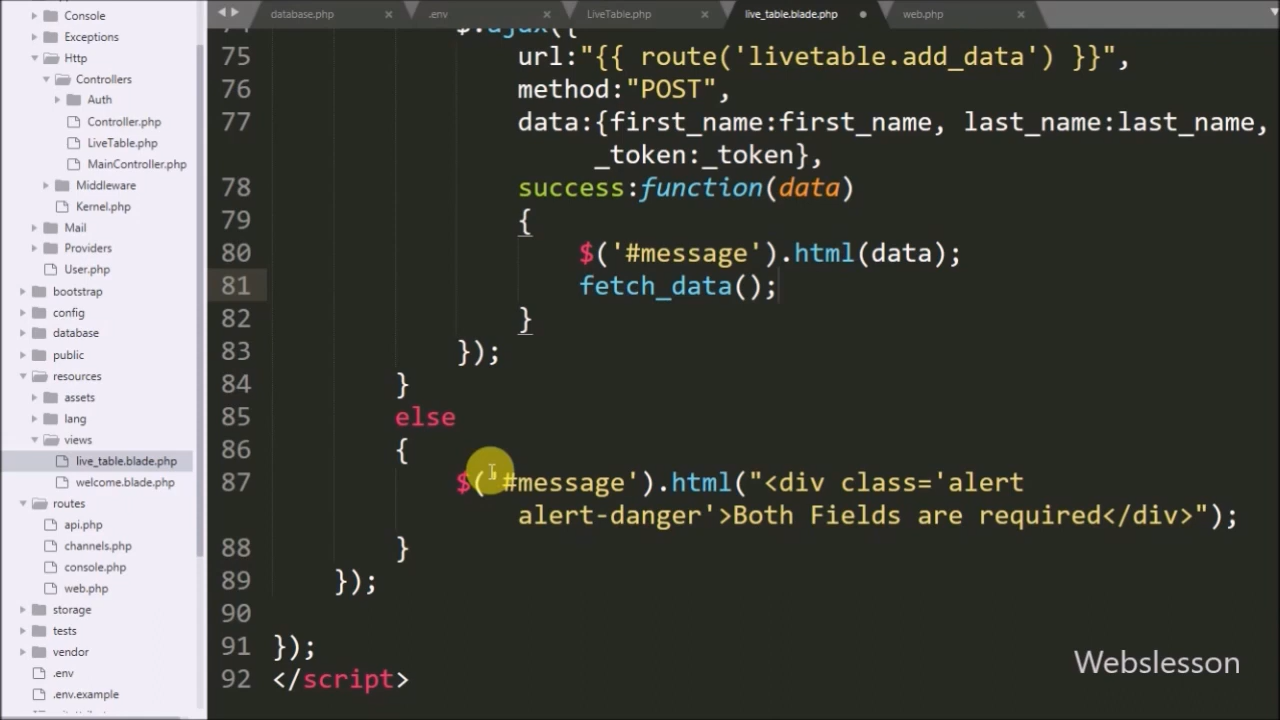 database.php
.env
LiveTable.php
live_table.blade.php
web.php
Console
Exceptions
Http
Controllers
Auth
Controller.php
LiveTable.php
MainController.php
Middleware
Kernel.php
Mail
Providers
User.php
bootstrap
config
database
public
resources
assets
lang
views
live_table.blade.php
welcome.blade.php
routes
api.php
channels.php
console.php
web.php
storage
tests
vendor
.env
.env.example
$.ajax({
75 url:"{{ route('livetable.add_data') }}",
76 method:"POST",
77 data:{first_name:first_name, last_name:last_name,
_token:_token},
78 success:function(data)
79 {
80 $('#message').html(data);
81 fetch_data();
82 }
83 });
84 }
85 else
86 {
87 $('#message').html("<div class='alert
alert-danger'>Both Fields are required</div>");
88 }
89 });
90
91 });
92 </script>
Webslesson